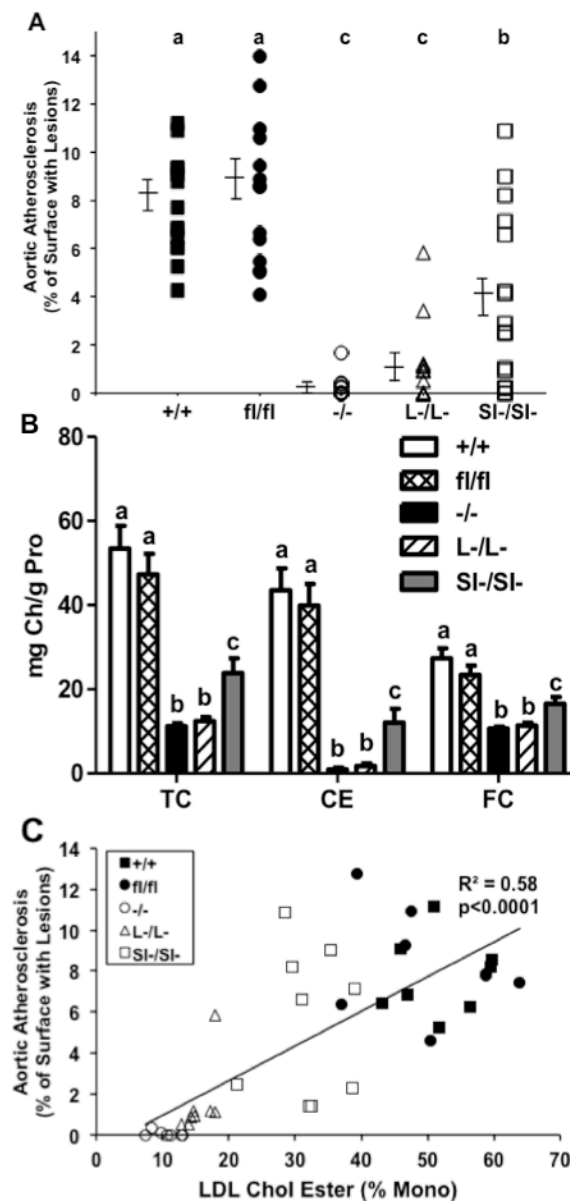 A
a a c c b
Aortic Atherosclerosis
(% of Surface with Lesions)
14
12
10
8
6
4
2
0
+/+ fl/fl -/- L-/L- SI-/SI-
B
mg Ch/g Pro
80
60
40
20
0
+/+
fl/fl
-/-
L-/L-
SI-/SI-
a a b b c
a a b b c
a a b b c
TC CE FC
C
Aortic Atherosclerosis
(% of Surface with Lesions)
14
12
10
8
6
4
2
0
+/+
fl/fl
-/-
L-/L-
SI-/SI-
R² = 0.58
p<0.0001
0 10 20 30 40 50 60 70
LDL Chol Ester (% Mono)